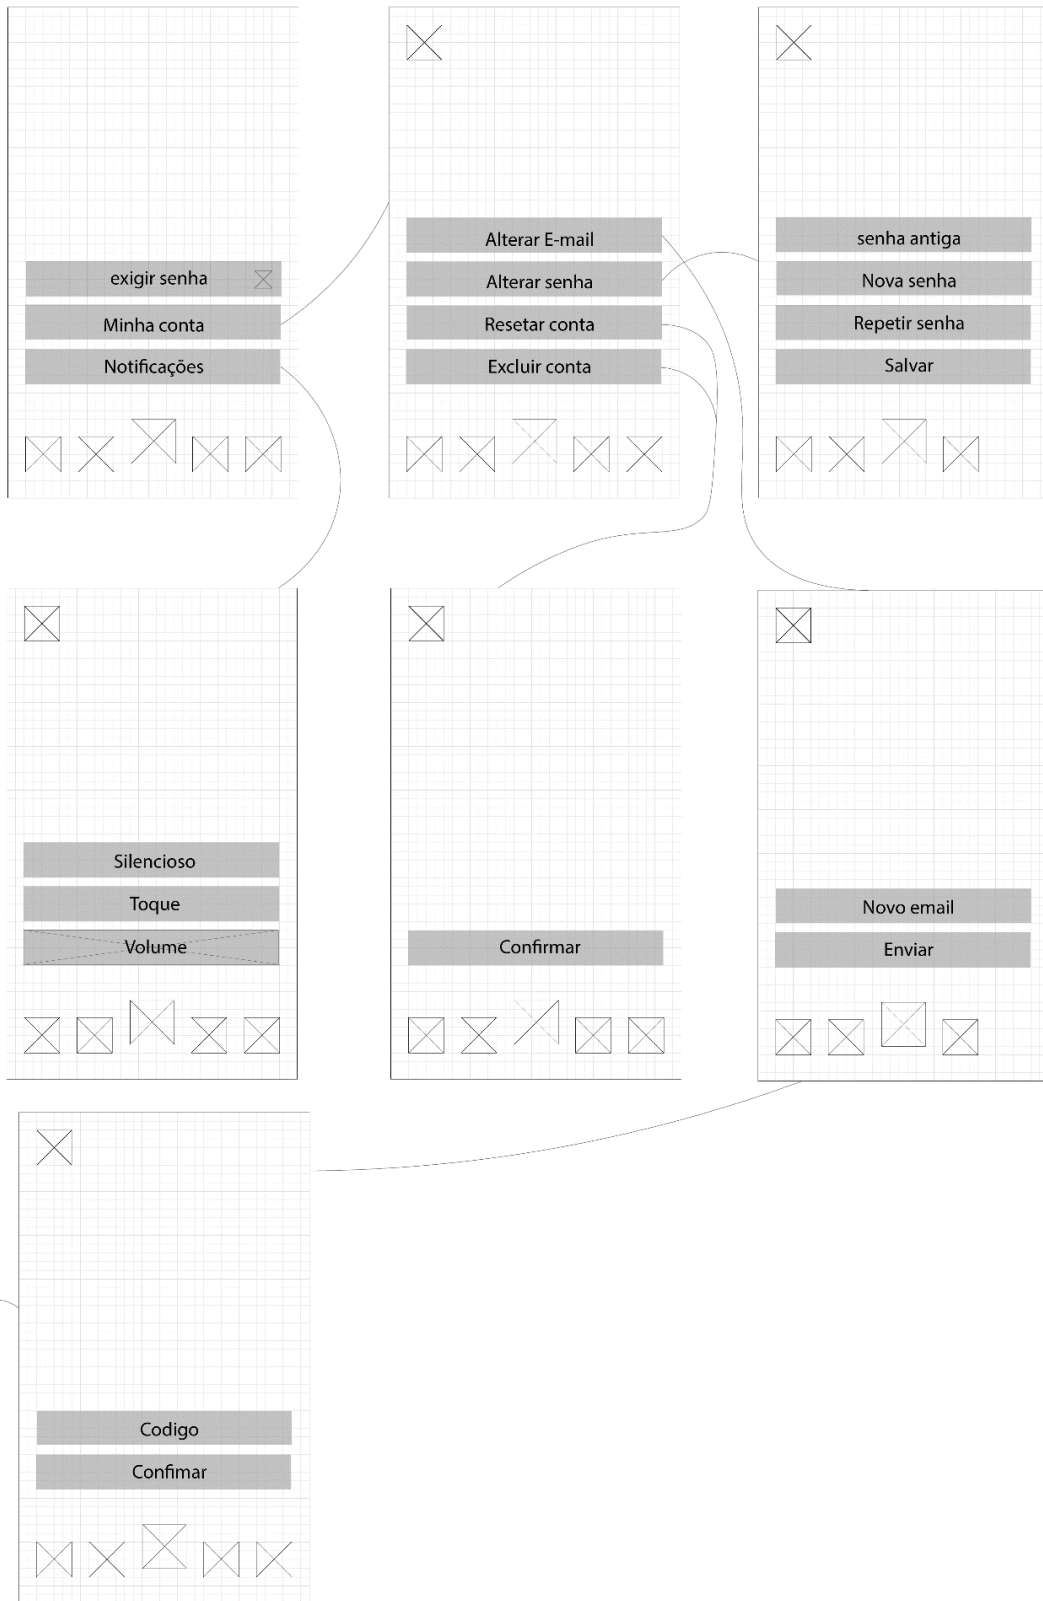 exigir senha
Minha conta
Notificações
Alterar E-mail
Alterar senha
Resetar conta
Excluir conta
senha antiga
Nova senha
Repetir senha
Salvar
Silencioso
Toque
Volume
Confirmar
Novo email
Enviar
Codigo
Confimar